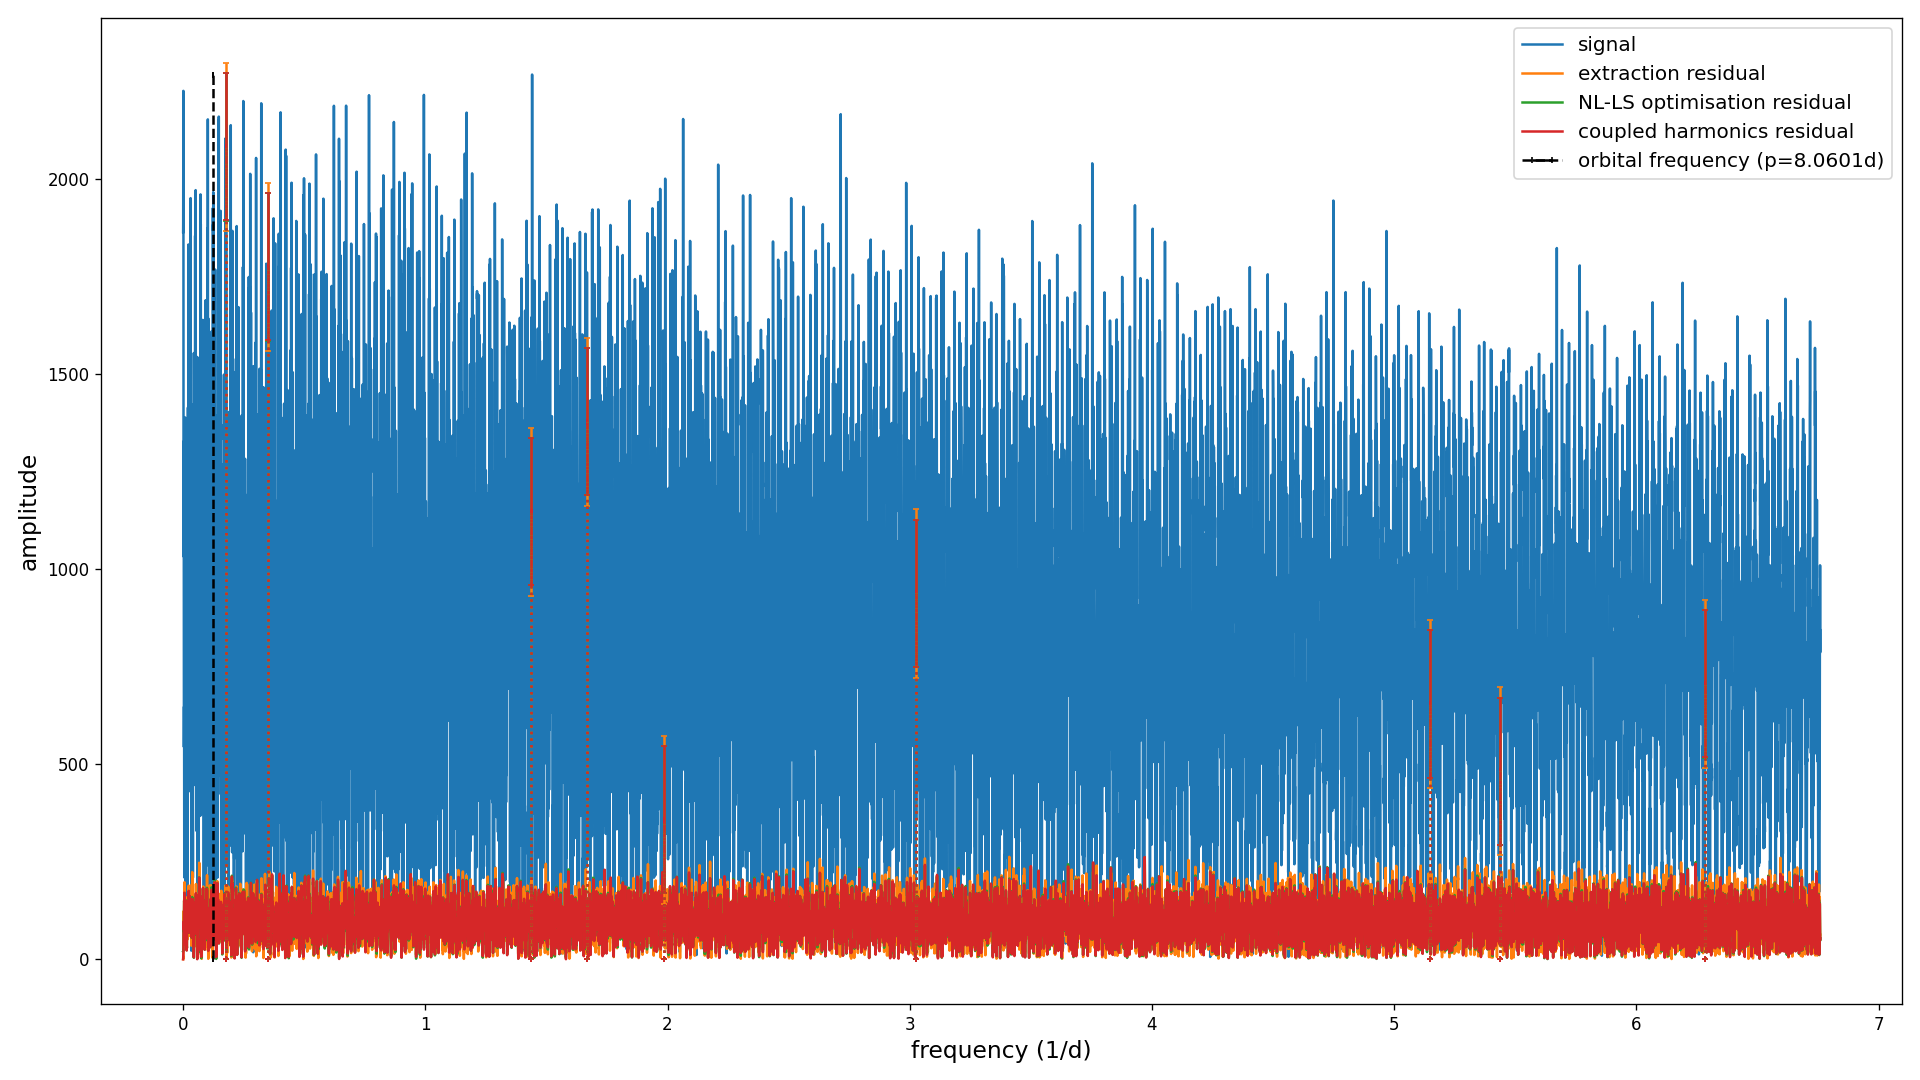 signal
extraction residual
NL-LS optimisation residual
coupled harmonics residual
orbital frequency (p=8.0601d)
amplitude
2000
1500
1000
500
0
0 1 2 3 4 5 6 7
frequency (1/d)